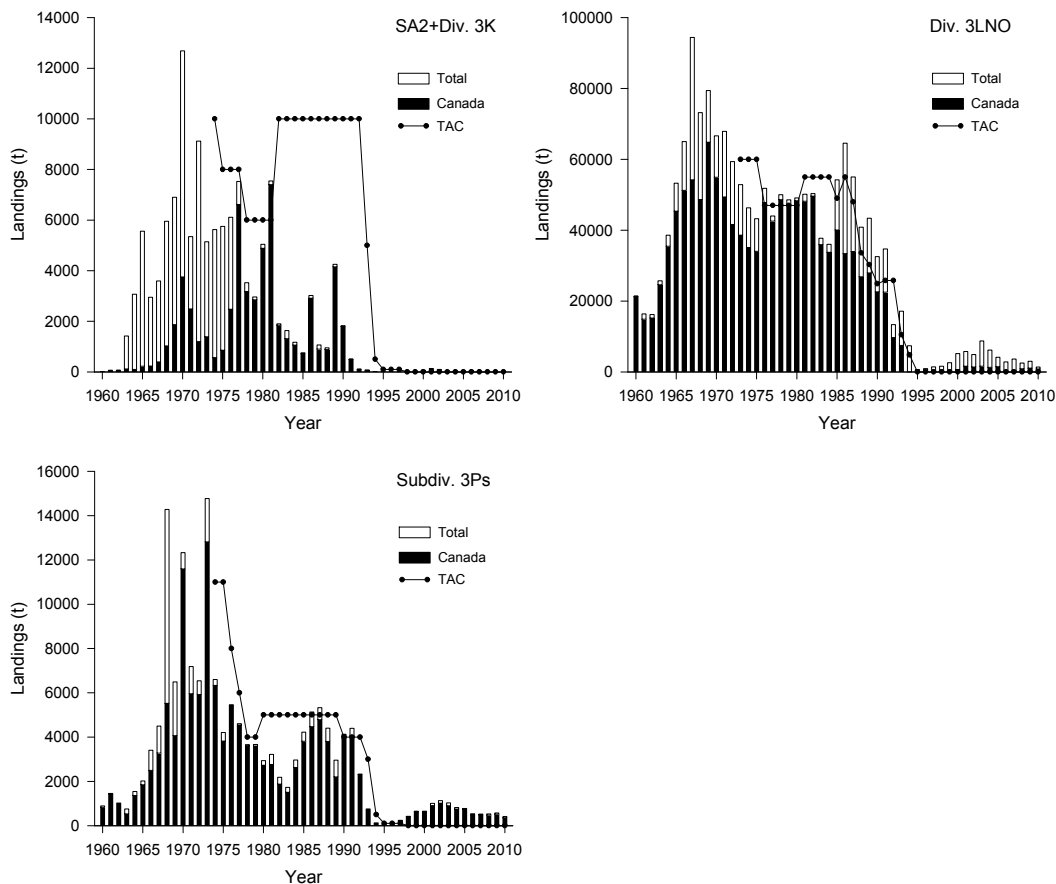 SA2+Div. 3K
Total
Canada
TAC
Landings (t)
14000
12000
10000
8000
6000
4000
2000
0
1960 1965 1970 1975 1980 1985 1990 1995 2000 2005 2010
Year
Div. 3LNO
Total
Canada
TAC
Landings (t)
100000
80000
60000
40000
20000
0
1960 1965 1970 1975 1980 1985 1990 1995 2000 2005 2010
Year
Subdiv. 3Ps
Total
Canada
TAC
Landings (t)
16000
14000
12000
10000
8000
6000
4000
2000
0
1960 1965 1970 1975 1980 1985 1990 1995 2000 2005 2010
Year